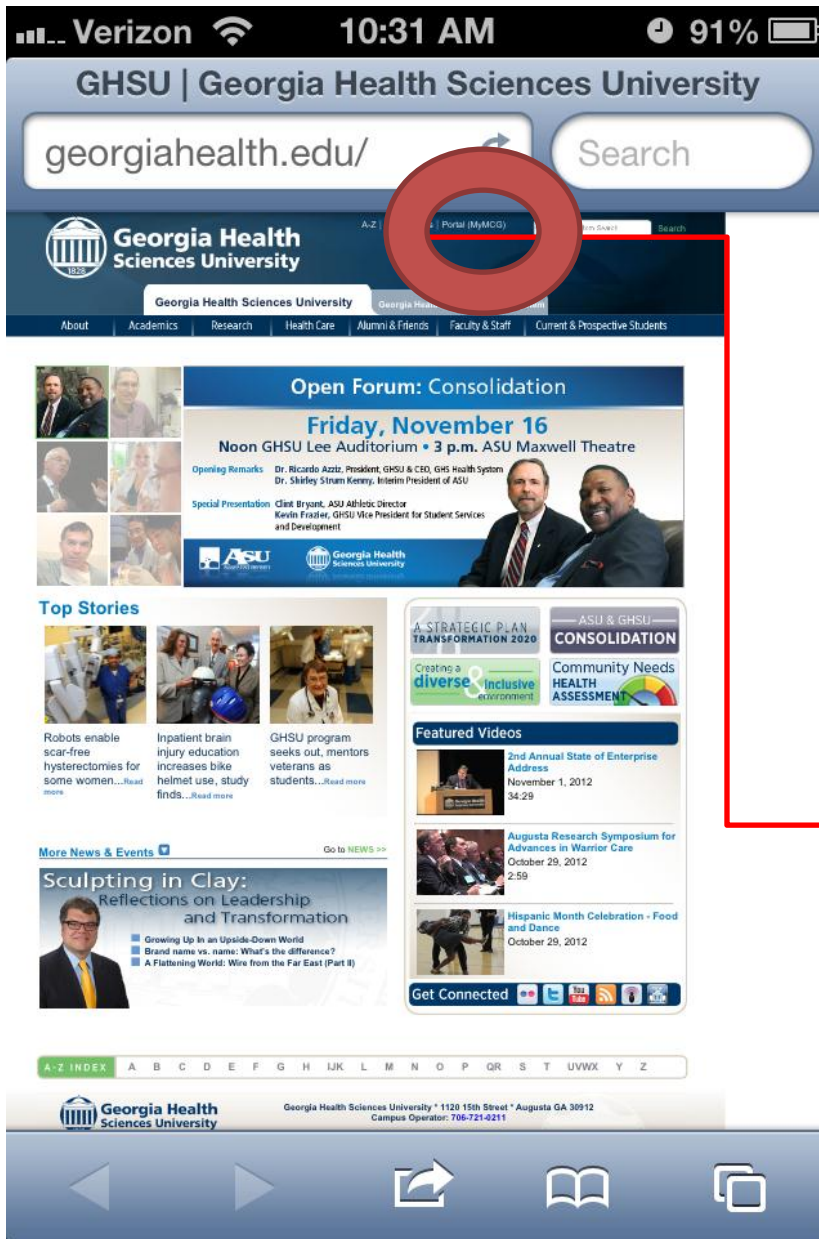 Verizon 10:31 AM 91%
GHSU | Georgia Health Sciences University
georgiahealth.edu/ Search
A-Z | s | Portal (MyMCG) Search
Georgia Health
Sciences University
1828
Georgia Health Sciences University Georgia Hea
About Academics Research Health Care Alumni & Friends Faculty & Staff Current & Prospective Students
Open Forum: Consolidation
Friday, November 16
Noon GHSU Lee Auditorium • 3 p.m. ASU Maxwell Theatre
Opening Remarks Dr. Ricardo Azziz, President, GHSU & CEO, GHS Health System
Dr. Shirley Strum Kenny, Interim President of ASU
Special Presentation Clint Bryant, ASU Athletic Director
Kevin Frazier, GHSU Vice President for Student Services
and Development
ASU
Georgia Health
Sciences University
Top Stories
Robots enable
scar-free
hysterectomies for
some women...Read
more
Inpatient brain
injury education
increases bike
helmet use, study
finds...Read more
GHSU program
seeks out, mentors
veterans as
students...Read more
A STRATEGIC PLAN
TRANSFORMATION 2020
ASU & GHSU
CONSOLIDATION
Creating a
diverse & inclusive
environment
Community Needs
HEALTH
ASSESSMENT
Featured Videos
2nd Annual State of Enterprise
Address
November 1, 2012
34:29
Augusta Research Symposium for
Advances in Warrior Care
October 29, 2012
2:59
Hispanic Month Celebration - Food
and Dance
October 29, 2012
Get Connected You Tube
More News & Events Go to NEWS >>
Sculpting in Clay:
Reflections on Leadership
and Transformation
Growing Up In an Upside-Down World
Brand name vs. name: What's the difference?
A Flattening World: Wire from the Far East (Part II)
A-Z INDEX A B C D E F G H IJK L M N O P QR S T UVWX Y Z
Georgia Health
Sciences University
Georgia Health Sciences University * 1120 15th Street * Augusta GA 30912
Campus Operator: 706-721-0211